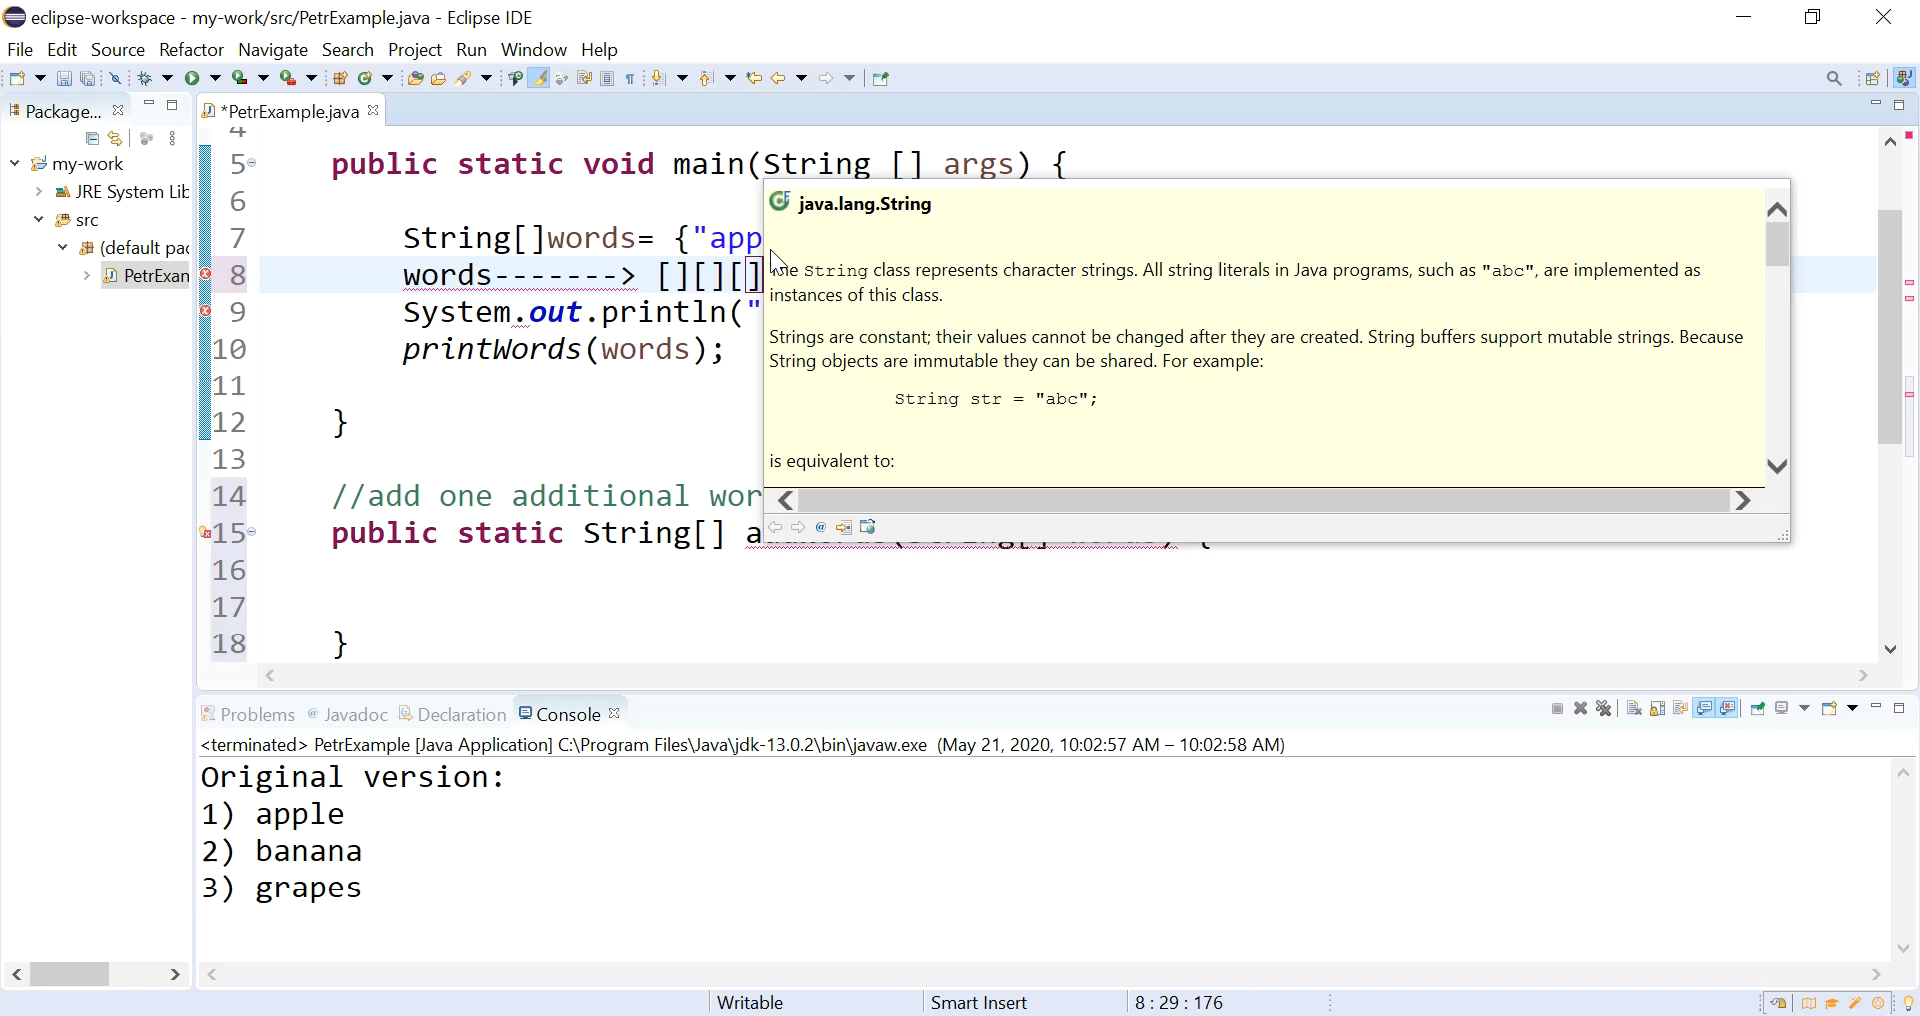 eclipse-workspace - my-work/src/PetrExample.java - Eclipse IDE
File Edit Source Refactor Navigate Search Project Run Window Help
Package...
*PetrExample.java
my-work
JRE System Lib
src
(default pac
PetrExan
4
5 public static void main(String [] args) {
6
7 String[]words= {"app
8 words-------> [][][]
9 System.out.println("
10 printWords(words);
11
12 }
13
14 //add one additional wor
15 public static String[] a
16
17
18 }
java.lang.String
The String class represents character strings. All string literals in Java programs, such as "abc", are implemented as
instances of this class.
Strings are constant; their values cannot be changed after they are created. String buffers support mutable strings. Because
String objects are immutable they can be shared. For example:
String str = "abc";
is equivalent to:
Problems Javadoc Declaration Console
<terminated> PetrExample [Java Application] C:\Program Files\Java\jdk-13.0.2\bin\javaw.exe (May 21, 2020, 10:02:57 AM – 10:02:58 AM)
Original version:
1) apple
2) banana
3) grapes
Writable Smart Insert 8 : 29 : 176